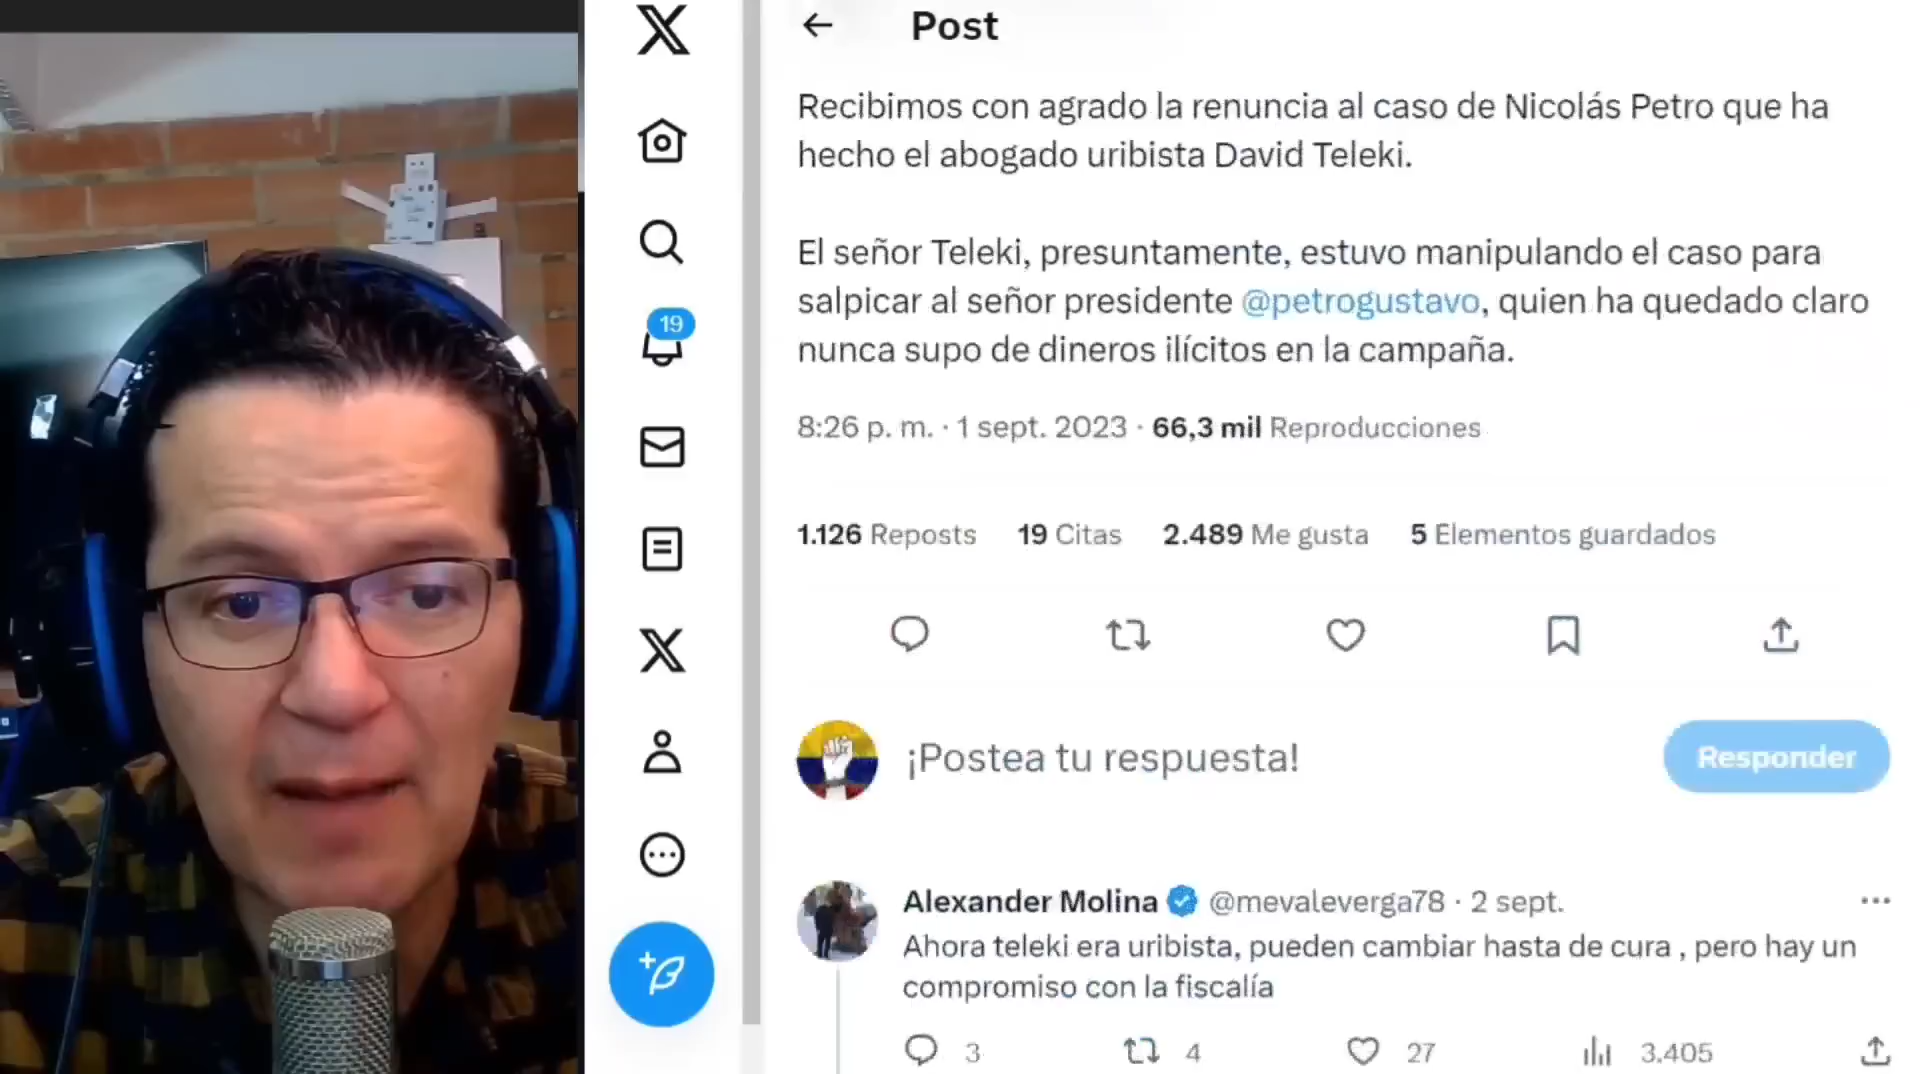 Post
Recibimos con agrado la renuncia al caso de Nicolás Petro que ha
hecho el abogado uribista David Teleki.
El señor Teleki, presuntamente, estuvo manipulando el caso para
salpicar al señor presidente @petrogustavo, quien ha quedado claro
nunca supo de dineros ilícitos en la campaña.
8:26 p. m. · 1 sept. 2023 · 66,3 mil Reproducciones
1.126 Reposts 19 Citas 2.489 Me gusta 5 Elementos guardados
19
¡Postea tu respuesta!
Responder
Alexander Molina @mevaleverga78 · 2 sept.
Ahora teleki era uribista, pueden cambiar hasta de cura , pero hay un
compromiso con la fiscalía
3 4 27 3.405